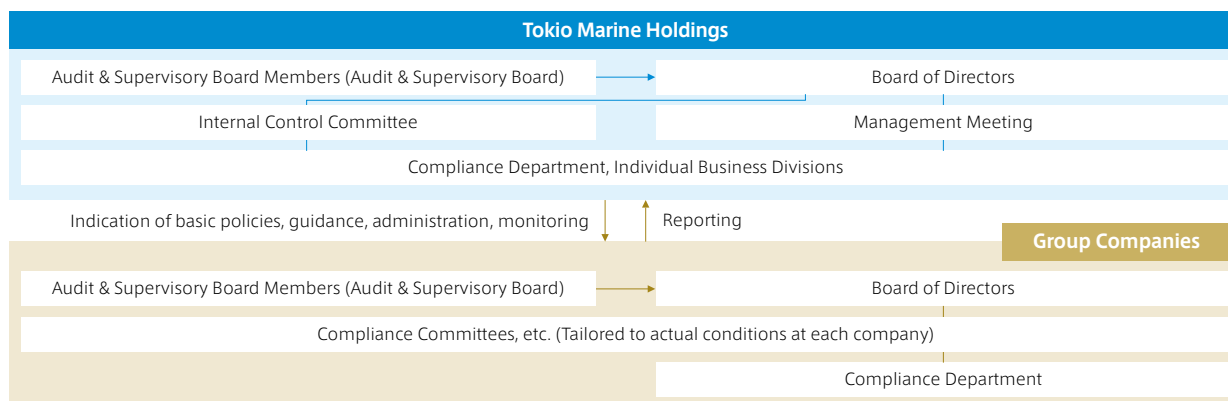 Tokio Marine Holdings
Audit & Supervisory Board Members (Audit & Supervisory Board)
Board of Directors
Internal Control Committee
Management Meeting
Compliance Department, Individual Business Divisions
Indication of basic policies, guidance, administration, monitoring
Reporting
Group Companies
Audit & Supervisory Board Members (Audit & Supervisory Board)
Board of Directors
Compliance Committees, etc. (Tailored to actual conditions at each company)
Compliance Department